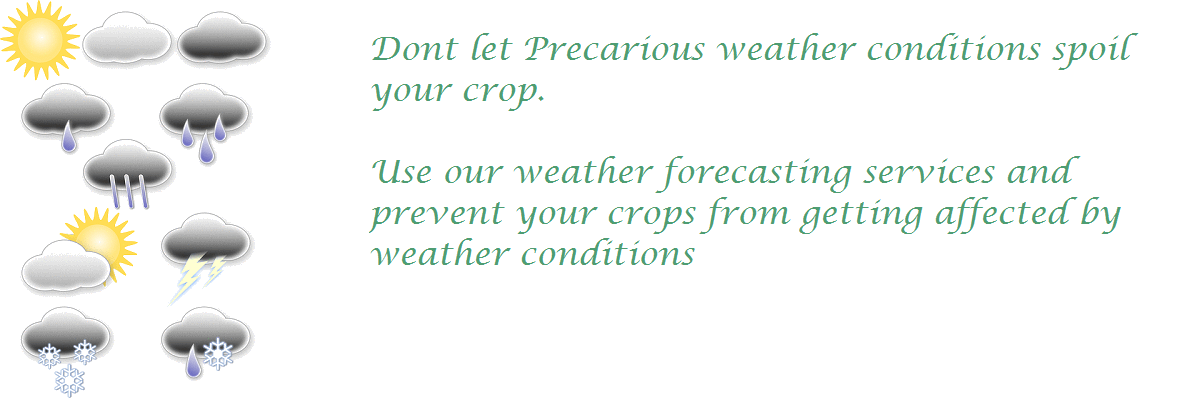 Dont let Precarious weather conditions spoil
your crop.
Use our weather forecasting services and
prevent your crops from getting affected by
weather conditions